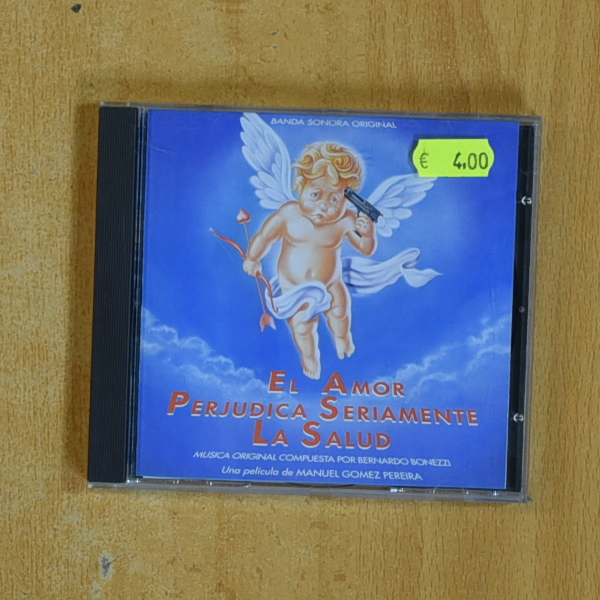 BANDA SONORA ORIGINAL
€ 4,00
EL AMOR
PERJUDICA SERIAMENTE
LA SALUD
MUSICA ORIGINAL COMPUESTA POR BERNARDO BONEZZI
Una película de MANUEL GOMEZ PEREIRA